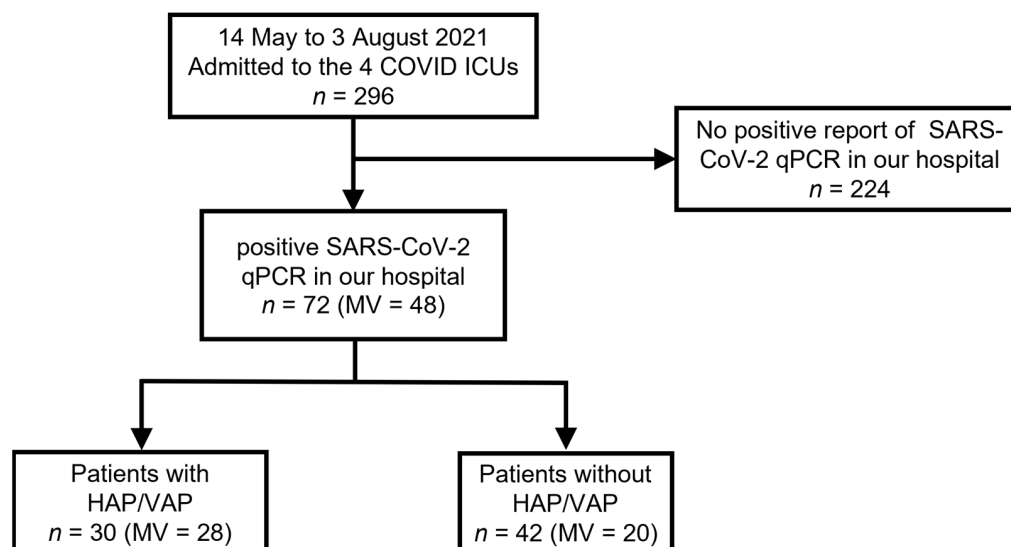 14 May to 3 August 2021
Admitted to the 4 COVID ICUs
n = 296
No positive report of SARS-
CoV-2 qPCR in our hospital
n = 224
positive SARS-CoV-2
qPCR in our hospital
n = 72 (MV = 48)
Patients with
HAP/VAP
n = 30 (MV = 28)
Patients without
HAP/VAP
n = 42 (MV = 20)